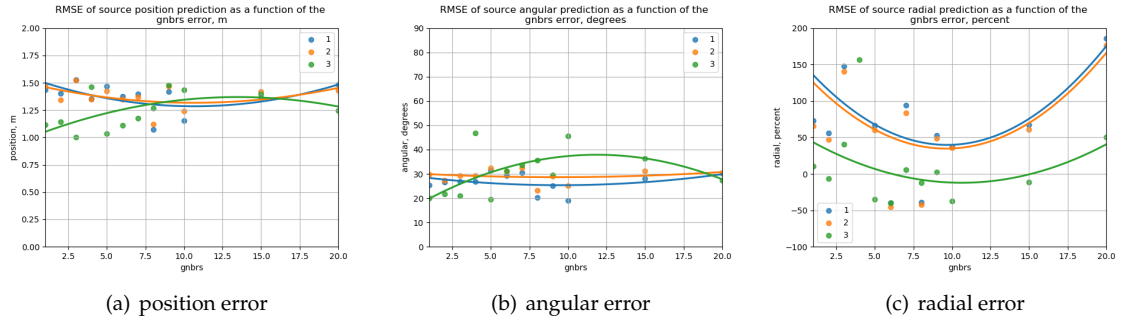 RMSE of source position prediction as a function of the
gnbrs error, m
2.00
1.75
1.50
1.25
1.00
0.75
0.50
0.25
0.00
position, m
2.5 5.0 7.5 10.0 12.5 15.0 17.5 20.0
gnbrs
1
2
3
(a) position error
RMSE of source angular prediction as a function of the
gnbrs error, degrees
90
80
70
60
50
40
30
20
10
0
angular, degrees
2.5 5.0 7.5 10.0 12.5 15.0 17.5 20.0
gnbrs
1
2
3
(b) angular error
RMSE of source radial prediction as a function of the
gnbrs error, percent
200
150
100
50
0
−50
−100
radial, percent
2.5 5.0 7.5 10.0 12.5 15.0 17.5 20.0
gnbrs
1
2
3
(c) radial error